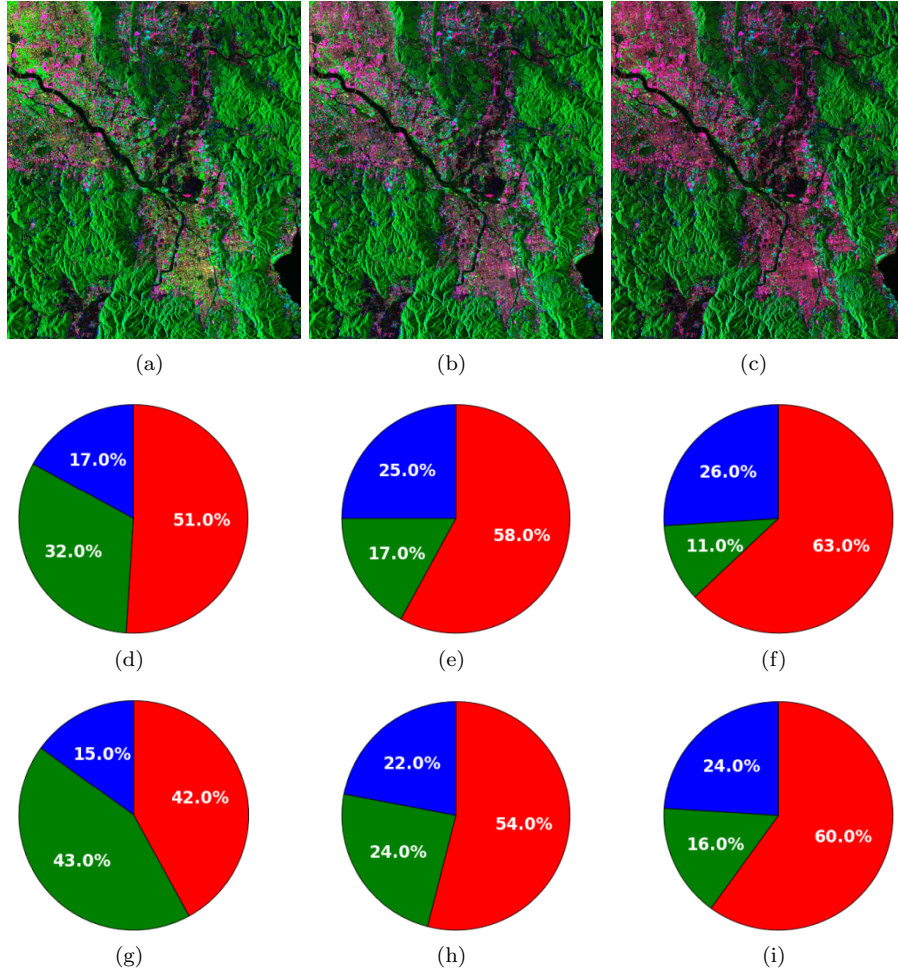 (a) (b) (c)
17.0% 51.0% 32.0%
25.0% 58.0% 17.0%
26.0% 63.0% 11.0%
(d) (e) (f)
15.0% 42.0% 43.0%
22.0% 54.0% 24.0%
24.0% 60.0% 16.0%
(g) (h) (i)